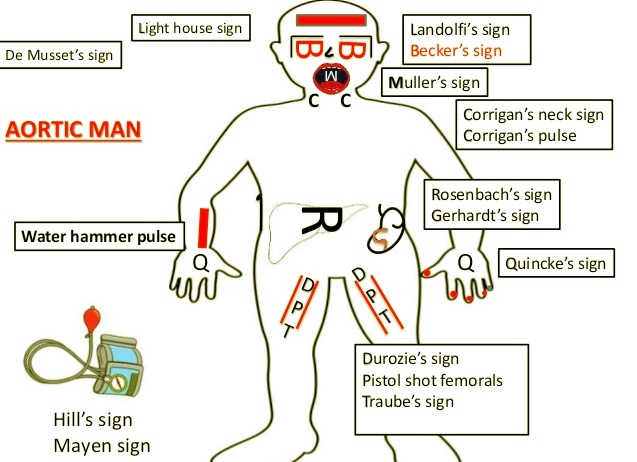 Light house sign
De Musset's sign
Landolfi's sign
Becker's sign
B B
M
Muller's sign
C C
Corrigan's neck sign
Corrigan's pulse
AORTIC MAN
Rosenbach's sign
Gerhardt's sign
R
G
S
Water hammer pulse
Q
Q
Quincke's sign
D
P
T
D
P
T
Durozie's sign
Pistol shot femorals
Traube's sign
Hill's sign
Mayen sign